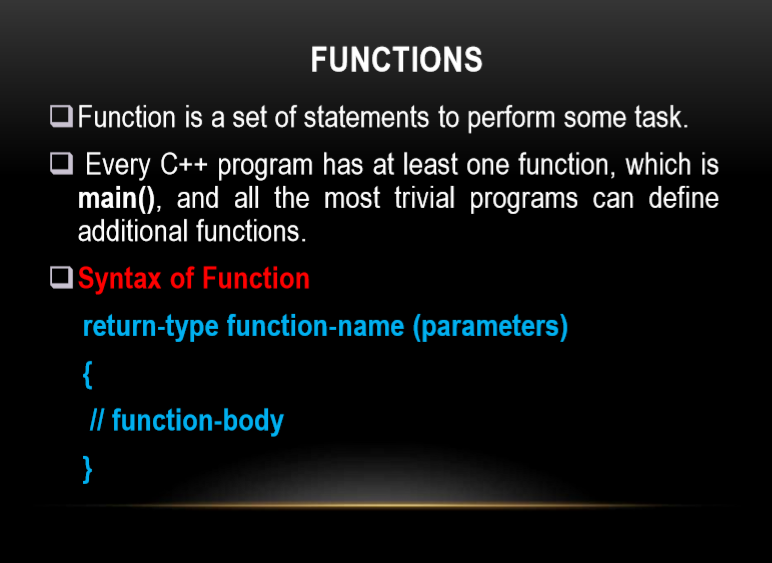 FUNCTIONS
❑Function is a set of statements to perform some task.
❑ Every C++ program has at least one function, which is
main(), and all the most trivial programs can define
additional functions.
❑Syntax of Function
return-type function-name (parameters)
{
// function-body
}